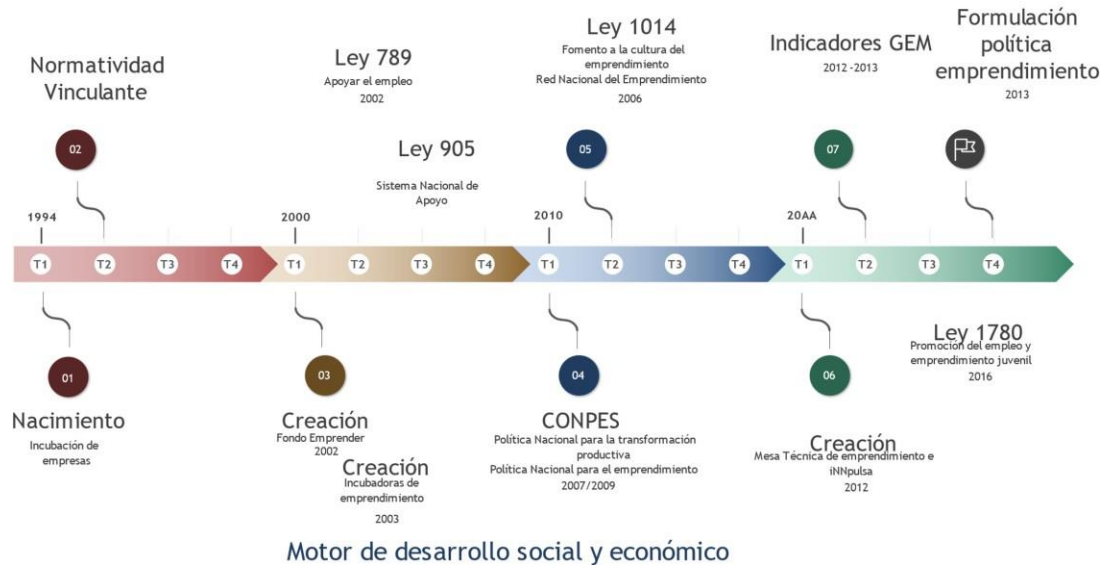 Normatividad
Vinculante
02
Ley 789
Apoyar el empleo
2002
Ley 905
Sistema Nacional de
Apoyo
Ley 1014
Fomento a la cultura del
emprendimiento
Red Nacional del Emprendimiento
2006
05
Indicadores GEM
2012 -2013
07
Formulación
política
emprendimiento
2013
1994
2000
2010
20AA
T1 T2 T3 T4 T1 T2 T3 T4 T1 T2 T3 T4 T1 T2 T3 T4
01
Nacimiento
Incubación de
empresas
03
Creación
Fondo Emprender
2002
Creación
Incubadoras de
emprendimiento
2003
04
CONPES
Política Nacional para la transformación
productiva
Política Nacional para el emprendimiento
2007/2009
06
Creación
Mesa Técnica de emprendimiento e
iNNpulsa
2012
Ley 1780
Promoción del empleo y
emprendimiento juvenil
2016
Motor de desarrollo social y económico